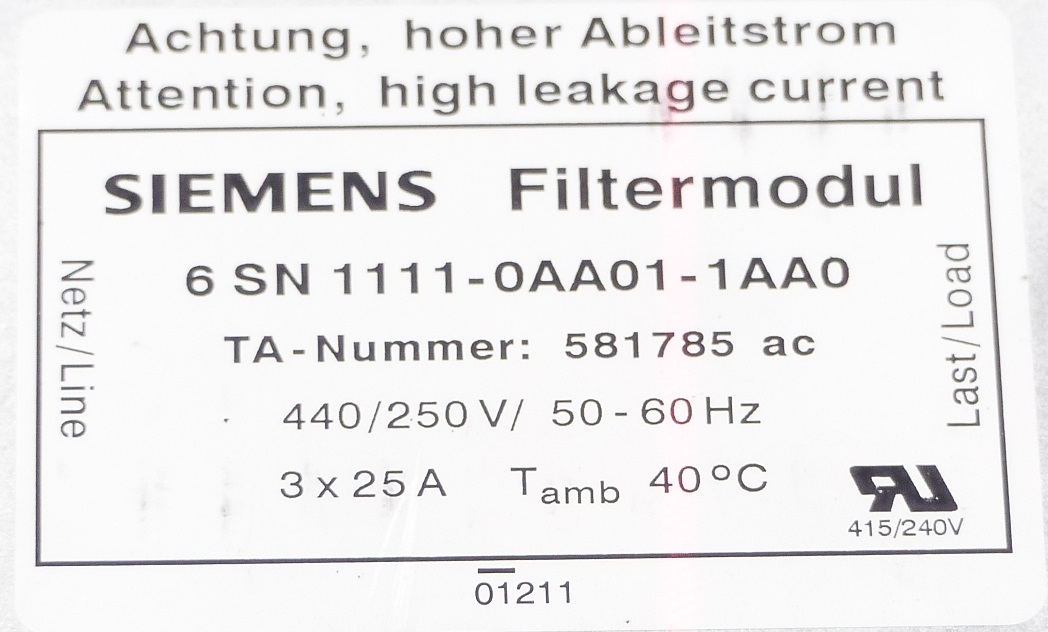 Achtung, hoher Ableitstrom
Attention, high leakage current
SIEMENS Filtermodul
6 SN 1111-0AA01-1AA0
Netz/Line
Last/Load
TA-Nummer: 581785 ac
440/250 V/ 50-60 Hz
3 x 25 A Tamb 40°C
RU
415/240V
01211